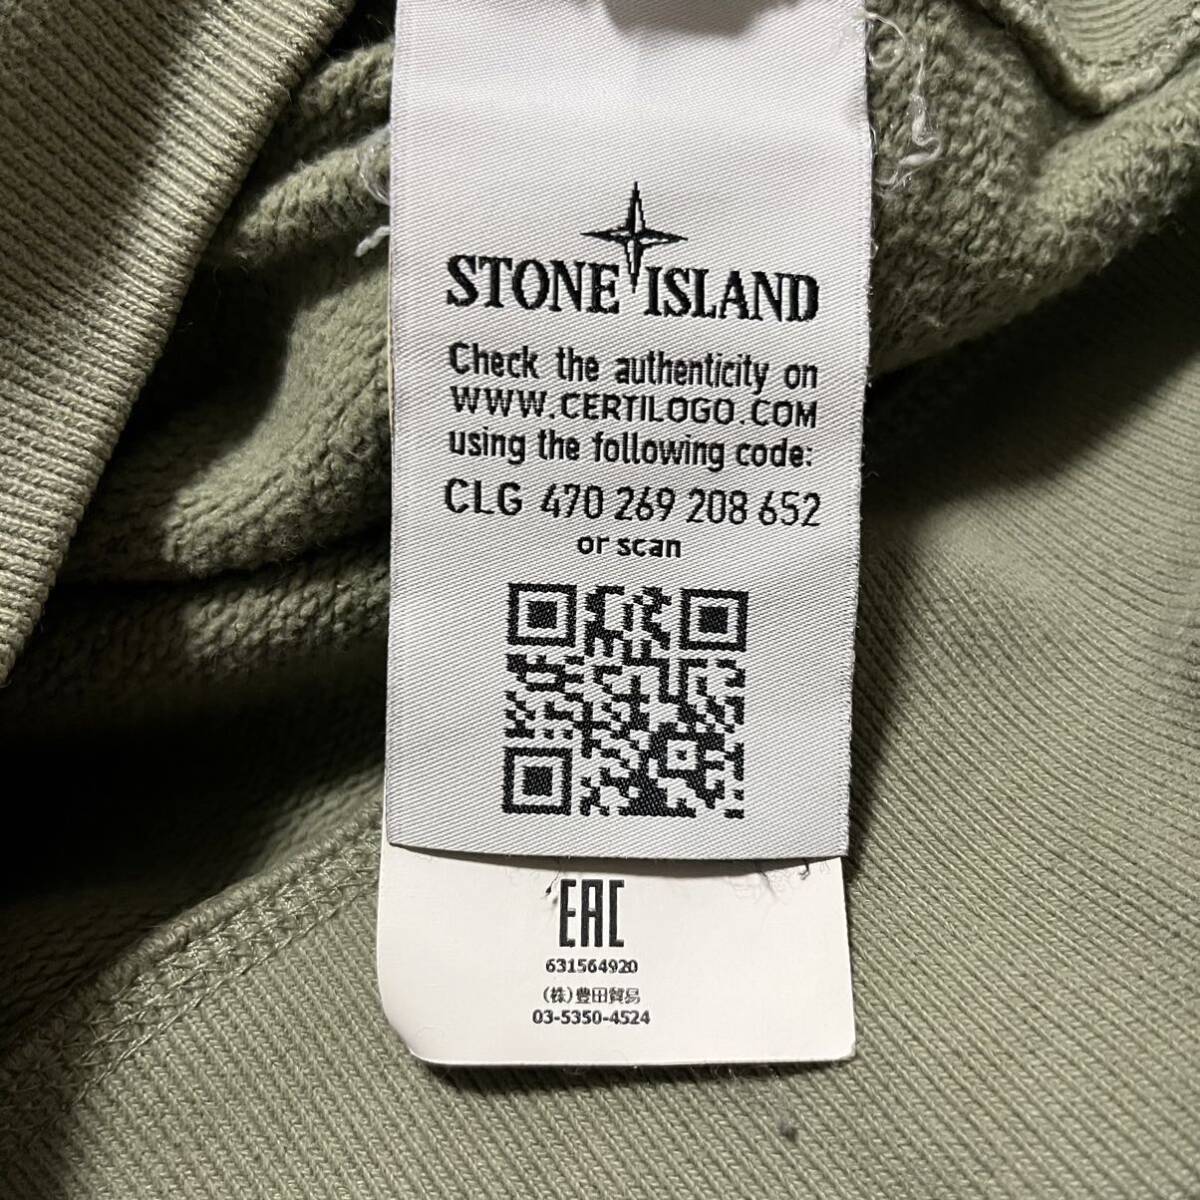 STONE ISLAND
Check the authenticity on
WWW.CERTILOGO.COM
using the following code:
CLG 470 269 208 652
or scan
EAC
631564920
(株)豊田貿易
03-5350-4524